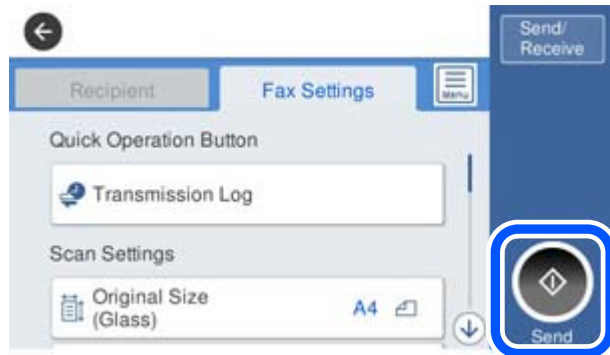 Send/
Receive
Recipient
Fax Settings
Menu
Quick Operation Button
Transmission Log
Scan Settings
Original Size
(Glass)
A4
Send